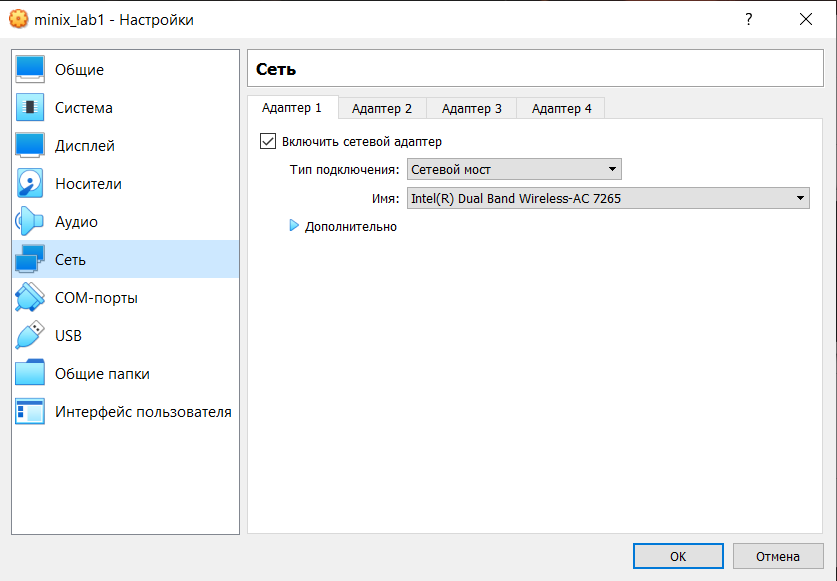 minix_lab1 - Настройки
?
Общие
Система
Дисплей
Носители
Аудио
Сеть
COM-порты
USB
Общие папки
Интерфейс пользователя
Сеть
Адаптер 1 Адаптер 2 Адаптер 3 Адаптер 4
Включить сетевой адаптер
Тип подключения: Сетевой мост
Имя: Intel(R) Dual Band Wireless-AC 7265
Дополнительно
OK Отмена